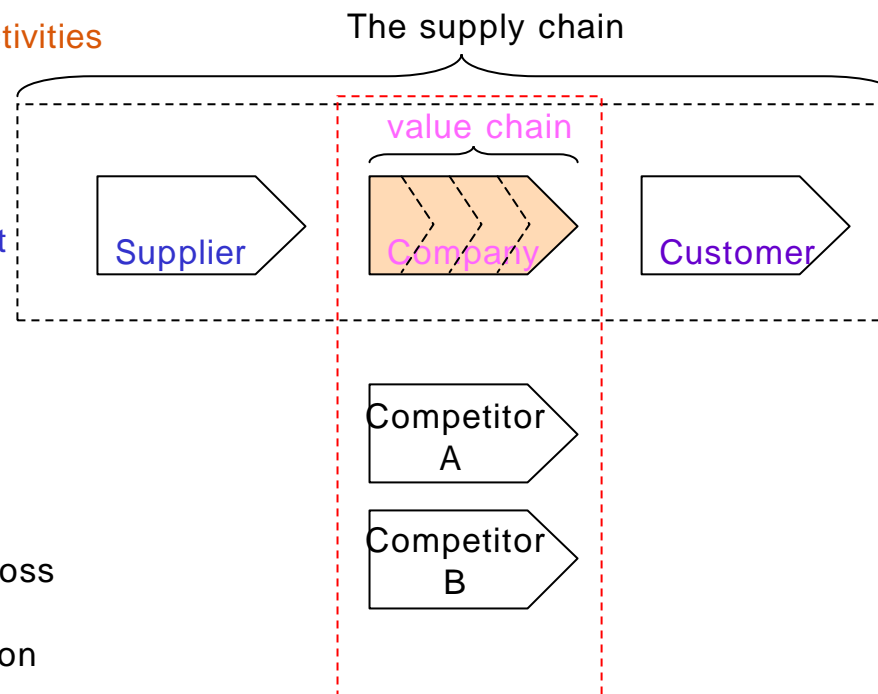 tivities
The supply chain
value chain
t
Supplier
Company
Customer
Competitor
A
Competitor
B
oss
on